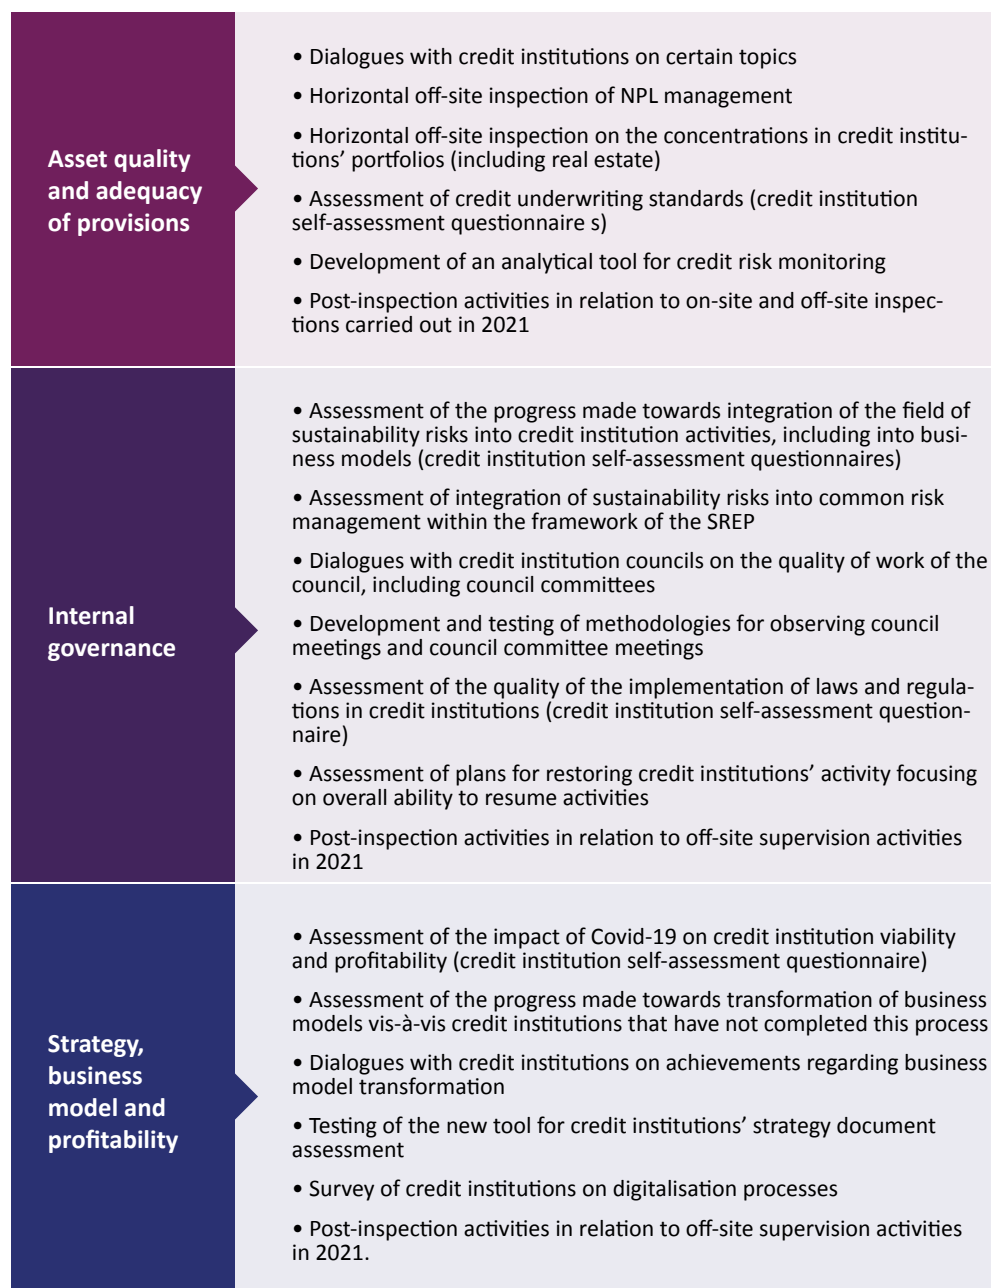 Asset quality
and adequacy
of provisions
• Dialogues with credit institutions on certain topics
• Horizontal off-site inspection of NPL management
• Horizontal off-site inspection on the concentrations in credit institu-
tions’ portfolios (including real estate)
• Assessment of credit underwriting standards (credit institution
self-assessment questionnaire s)
• Development of an analytical tool for credit risk monitoring
• Post-inspection activities in relation to on-site and off-site inspec-
tions carried out in 2021
Internal
governance
• Assessment of the progress made towards integration of the field of
sustainability risks into credit institution activities, including into busi-
ness models (credit institution self-assessment questionnaires)
• Assessment of integration of sustainability risks into common risk
management within the framework of the SREP
• Dialogues with credit institution councils on the quality of work of the
council, including council committees
• Development and testing of methodologies for observing council
meetings and council committee meetings
• Assessment of the quality of the implementation of laws and regula-
tions in credit institutions (credit institution self-assessment question-
naire)
• Assessment of plans for restoring credit institutions’ activity focusing
on overall ability to resume activities
• Post-inspection activities in relation to off-site supervision activities
in 2021
Strategy,
business
model and
profitability
• Assessment of the impact of Covid-19 on credit institution viability
and profitability (credit institution self-assessment questionnaire)
• Assessment of the progress made towards transformation of business
models vis-à-vis credit institutions that have not completed this process
• Dialogues with credit institutions on achievements regarding business
model transformation
• Testing of the new tool for credit institutions’ strategy document
assessment
• Survey of credit institutions on digitalisation processes
• Post-inspection activities in relation to off-site supervision activities
in 2021.